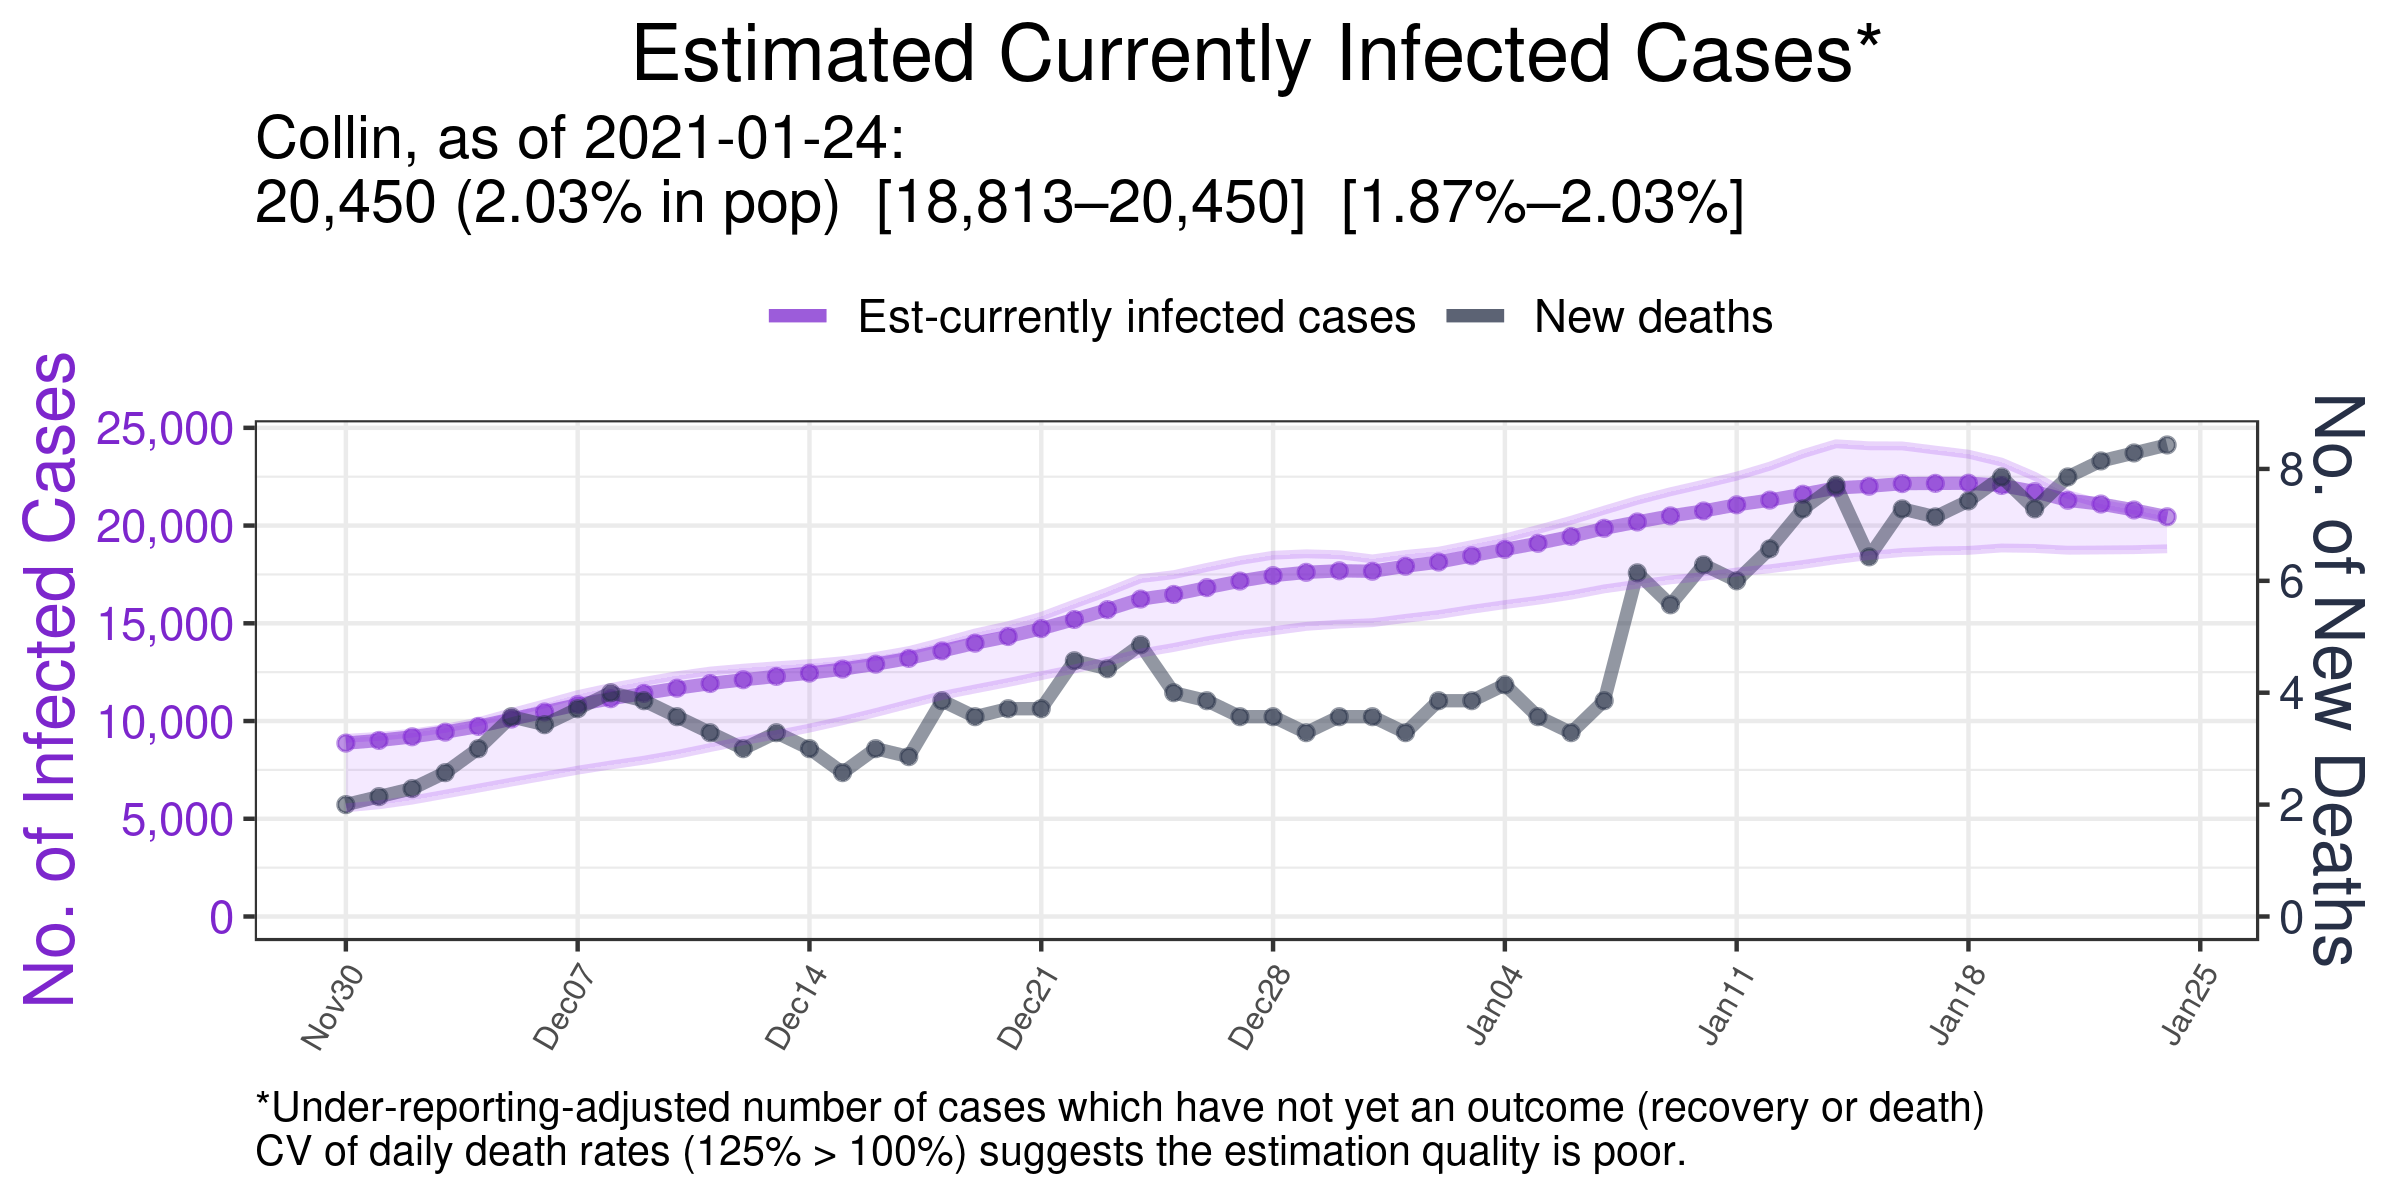 Estimated Currently Infected Cases*
Collin, as of 2021-01-24:
20,450 (2.03% in pop)  [18,813–20,450]  [1.87%–2.03%]
Est-currently infected cases
New deaths
No. of Infected Cases
25,000
20,000
15,000
10,000
5,000
0
8
6
4
2
0
No. of New Deaths
Nov30
Dec07
Dec14
Dec21
Dec28
Jan04
Jan11
Jan18
Jan25
*Under-reporting-adjusted number of cases which have not yet an outcome (recovery or death)
CV of daily death rates (125% > 100%) suggests the estimation quality is poor.